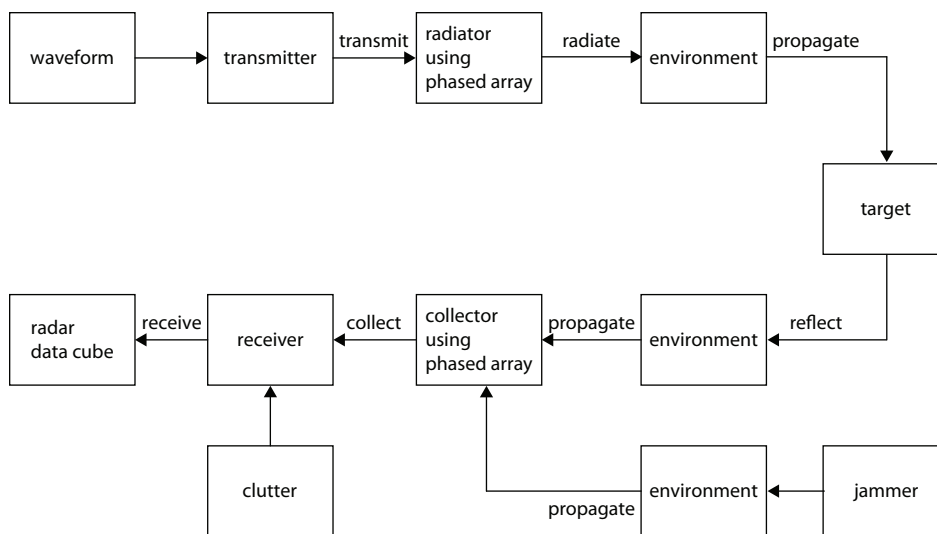 waveform
transmitter
transmit
radiator
using
phased array
radiate
environment
propagate
target
reflect
environment
propagate
collector
using
phased array
collect
receiver
receive
radar
data cube
clutter
propagate
environment
jammer